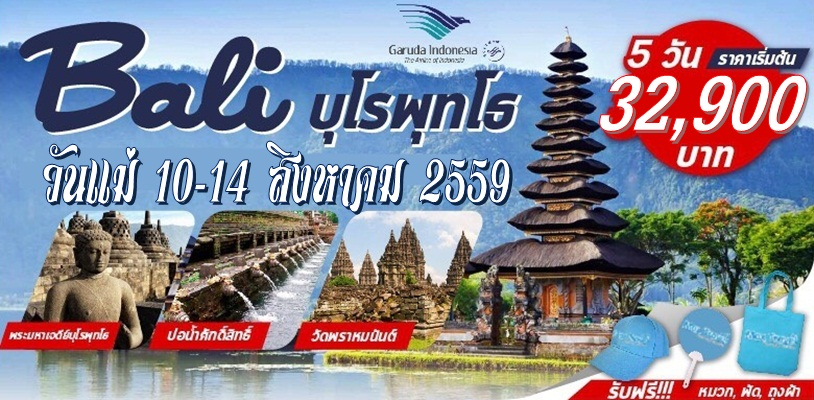 Garuda Indonesia
The Airline of Indonesia
Bali บุโรพุทโธ
5 วัน ราคาเริ่มต้น
32,900
บาท
วันแม่ 10-14 สิงหาคม 2559
พระมหาเจดีย์บุโรพุทโธ
บ่อน้ำศักดิ์สิทธิ์
วัดพราหมนันต์
รับฟรี!!! หมวก, พัด, ถุงผ้า